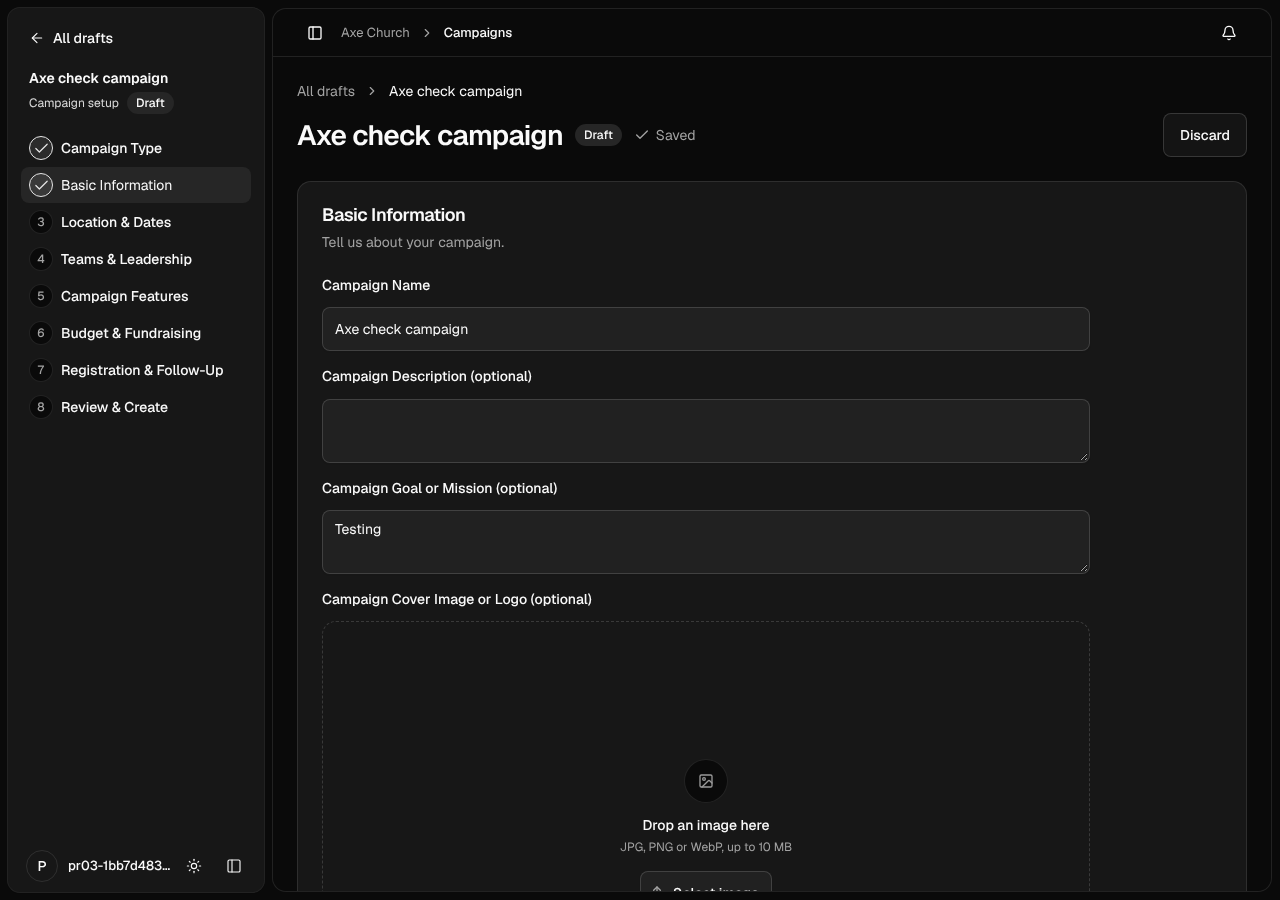 All drafts
Axe check campaign
Campaign setup Draft
Campaign Type
Basic Information
3 Location & Dates
4 Teams & Leadership
5 Campaign Features
6 Budget & Fundraising
7 Registration & Follow-Up
8 Review & Create
P pr03-1bb7d483...
Axe Church > Campaigns
All drafts > Axe check campaign
Axe check campaign Draft Saved
Discard
Basic Information
Tell us about your campaign.
Campaign Name
Axe check campaign
Campaign Description (optional)
Campaign Goal or Mission (optional)
Testing
Campaign Cover Image or Logo (optional)
Drop an image here
JPG, PNG or WebP, up to 10 MB
Select image